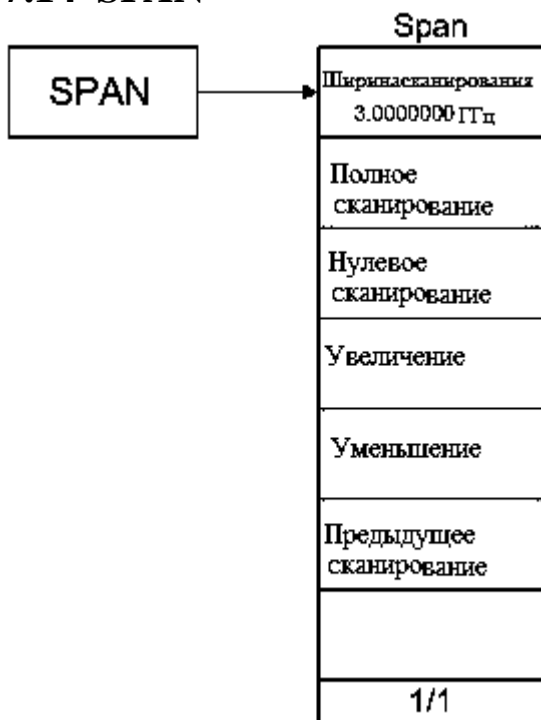 Span
SPAN
Ширинасканирования
3.0000000 ГГц
Полное
сканирование
Нулевое
сканирование
Увеличение
Уменьшение
Предыдущее
сканирование
1/1